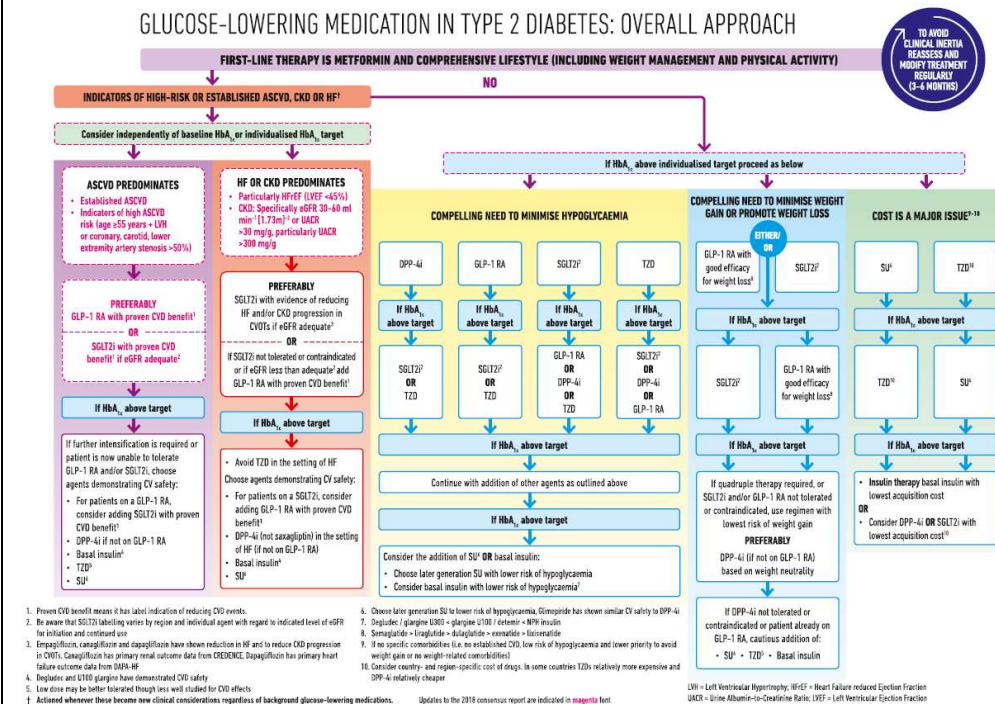 GLUCOSE-LOWERING MEDICATION IN TYPE 2 DIABETES: OVERALL APPROACH
TO AVOID
CLINICAL INERTIA
REASSESS AND
MODIFY TREATMENT
REGULARLY
(3-6 MONTHS)
FIRST-LINE THERAPY IS METFORMIN AND COMPREHENSIVE LIFESTYLE (INCLUDING WEIGHT MANAGEMENT AND PHYSICAL ACTIVITY)
INDICATORS OF HIGH-RISK OR ESTABLISHED ASCVD, CKD OR HF†
NO
Consider independently of baseline HbA1c or individualised HbA1c target
If HbA1c above individualised target proceed as below
ASCVD PREDOMINATES
• Established ASCVD
• Indicators of high ASCVD
risk (age ≥55 years + LVH
or coronary, carotid, lower
extremity artery stenosis >50%)
PREFERABLY
GLP-1 RA with proven CVD benefit¹
OR
SGLT2i with proven CVD
benefit¹ if eGFR adequate²
If HbA1c above target
If further intensification is required or
patient is now unable to tolerate
GLP-1 RA and/or SGLT2i, choose
agents demonstrating CV safety:
• For patients on a GLP-1 RA,
consider adding SGLT2i with proven
CVD benefit¹
• DPP-4i if not on GLP-1 RA
• Basal insulin⁴
• TZD⁵
• SU⁶
HF OR CKD PREDOMINATES
• Particularly HFrEF (LVEF <45%)
• CKD: Specifically eGFR 30-60 ml
min⁻¹ [1.73m]⁻² or UACR
>30 mg/g, particularly UACR
>300 mg/g
PREFERABLY
SGLT2i with evidence of reducing
HF and/or CKD progression in
CVOTs if eGFR adequate³
OR
If SGLT2i not tolerated or contraindicated
or if eGFR less than adequate² add
GLP-1 RA with proven CVD benefit¹
If HbA1c above target
• Avoid TZD in the setting of HF
Choose agents demonstrating CV safety:
• For patients on a SGLT2i, consider
adding GLP-1 RA with proven CVD
benefit¹
• DPP-4i (not saxagliptin) in the setting
of HF (if not on GLP-1 RA)
• Basal insulin⁴
• SU⁶
COMPELLING NEED TO MINIMISE HYPOGLYCAEMIA
DPP-4i
GLP-1 RA
SGLT2i²
TZD
If HbA1c
above target
If HbA1c
above target
If HbA1c
above target
If HbA1c
above target
SGLT2i²
OR
TZD
SGLT2i²
OR
TZD
GLP-1 RA
OR
DPP-4i
OR
TZD
SGLT2i²
OR
DPP-4i
OR
GLP-1 RA
If HbA1c above target
Continue with addition of other agents as outlined above
If HbA1c above target
Consider the addition of SU⁶ OR basal insulin:
• Choose later generation SU with lower risk of hypoglycaemia
• Consider basal insulin with lower risk of hypoglycaemia⁷
COMPELLING NEED TO MINIMISE WEIGHT
GAIN OR PROMOTE WEIGHT LOSS
EITHER/
OR
GLP-1 RA with
good efficacy
for weight loss⁸
SGLT2i²
If HbA1c above target
SGLT2i²
GLP-1 RA with
good efficacy
for weight loss⁸
If HbA1c above target
If quadruple therapy required, or
SGLT2i and/or GLP-1 RA not tolerated
or contraindicated, use regimen with
lowest risk of weight gain
PREFERABLY
DPP-4i (if not on GLP-1 RA)
based on weight neutrality
If DPP-4i not tolerated or
contraindicated or patient already on
GLP-1 RA, cautious addition of:
• SU⁶ • TZD⁵ • Basal insulin
COST IS A MAJOR ISSUE⁹⁻¹⁰
SU⁶
TZD¹⁰
If HbA1c above target
TZD¹⁰
SU⁶
If HbA1c above target
• Insulin therapy basal insulin with
lowest acquisition cost
OR
• Consider DPP-4i OR SGLT2i with
lowest acquisition cost¹⁰
1. Proven CVD benefit means it has label indication of reducing CVD events.
2. Be aware that SGLT2i labelling varies by region and individual agent with regard to indicated level of eGFR
for initiation and continued use
3. Empagliflozin, canagliflozin and dapagliflozin have shown reduction in HF and to reduce CKD progression
in CVOTs. Canagliflozin has primary renal outcome data from CREDENCE, Dapagliflozin has primary heart
failure outcome data from DAPA-HF
4. Degludec and U100 glargine have demonstrated CVD safety
5. Low dose may be better tolerated though less well studied for CVD effects
† Actioned whenever these become new clinical considerations regardless of background glucose-lowering medications.
6. Choose later generation SU to lower risk of hypoglycaemia, Glimepiride has shown similar CV safety to DPP-4i
7. Degludec / glargine U300 < glargine U100 / detemir < NPH insulin
8. Semaglutide > liraglutide > dulaglutide > exenatide > lixisenatide
9. If no specific comorbidities (i.e. no established CVD, low risk of hypoglycaemia and lower priority to avoid
weight gain or no weight-related comorbidities)
10. Consider country- and region-specific cost of drugs. In some countries TZDs relatively more expensive and
DPP-4i relatively cheaper
Updates to the 2018 consensus report are indicated in magenta font
LVH = Left Ventricular Hypertrophy; HFrEF = Heart Failure reduced Ejection Fraction
UACR = Urine Albumin-to-Creatinine Ratio; LVEF = Left Ventricular Ejection Fraction